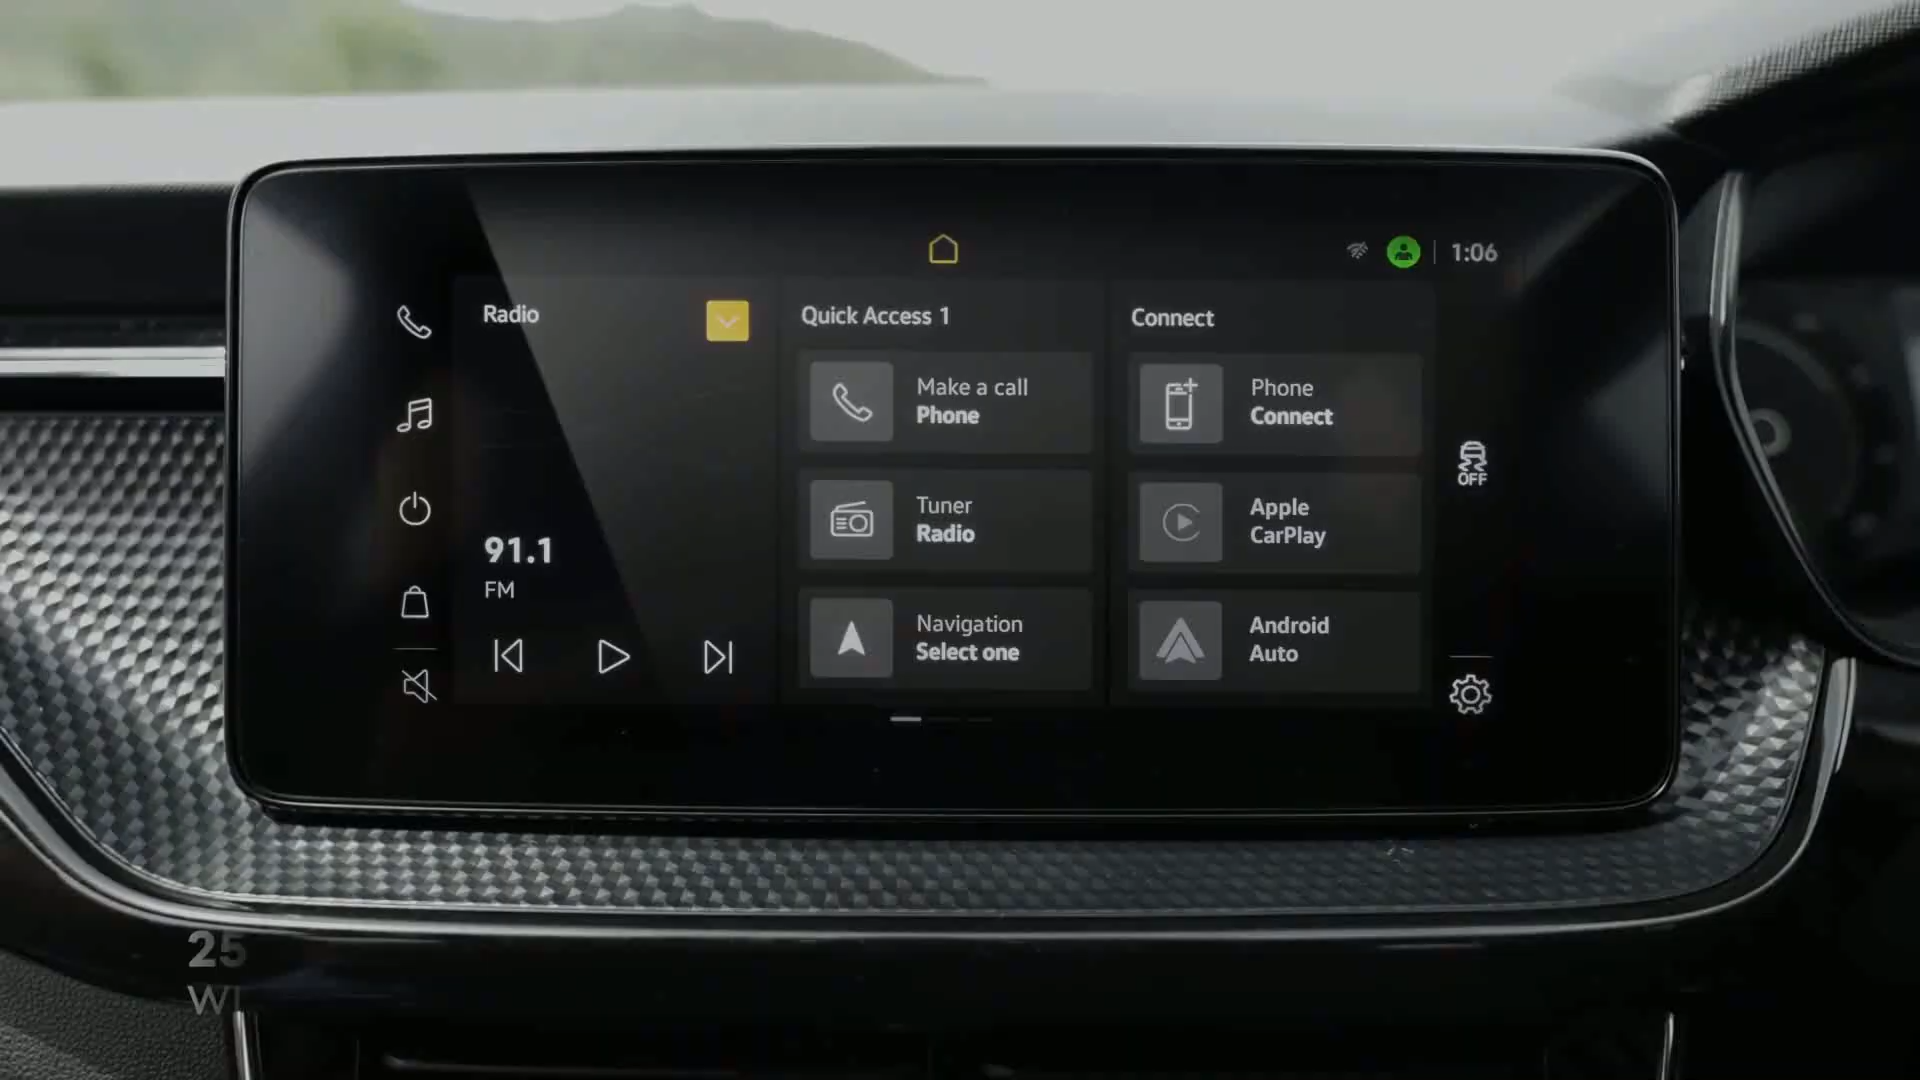 1:06
Radio
91.1
FM
Quick Access 1
Make a call
Phone
Tuner
Radio
Navigation
Select one
Connect
Phone
Connect
Apple
CarPlay
Android
Auto
OFF
25